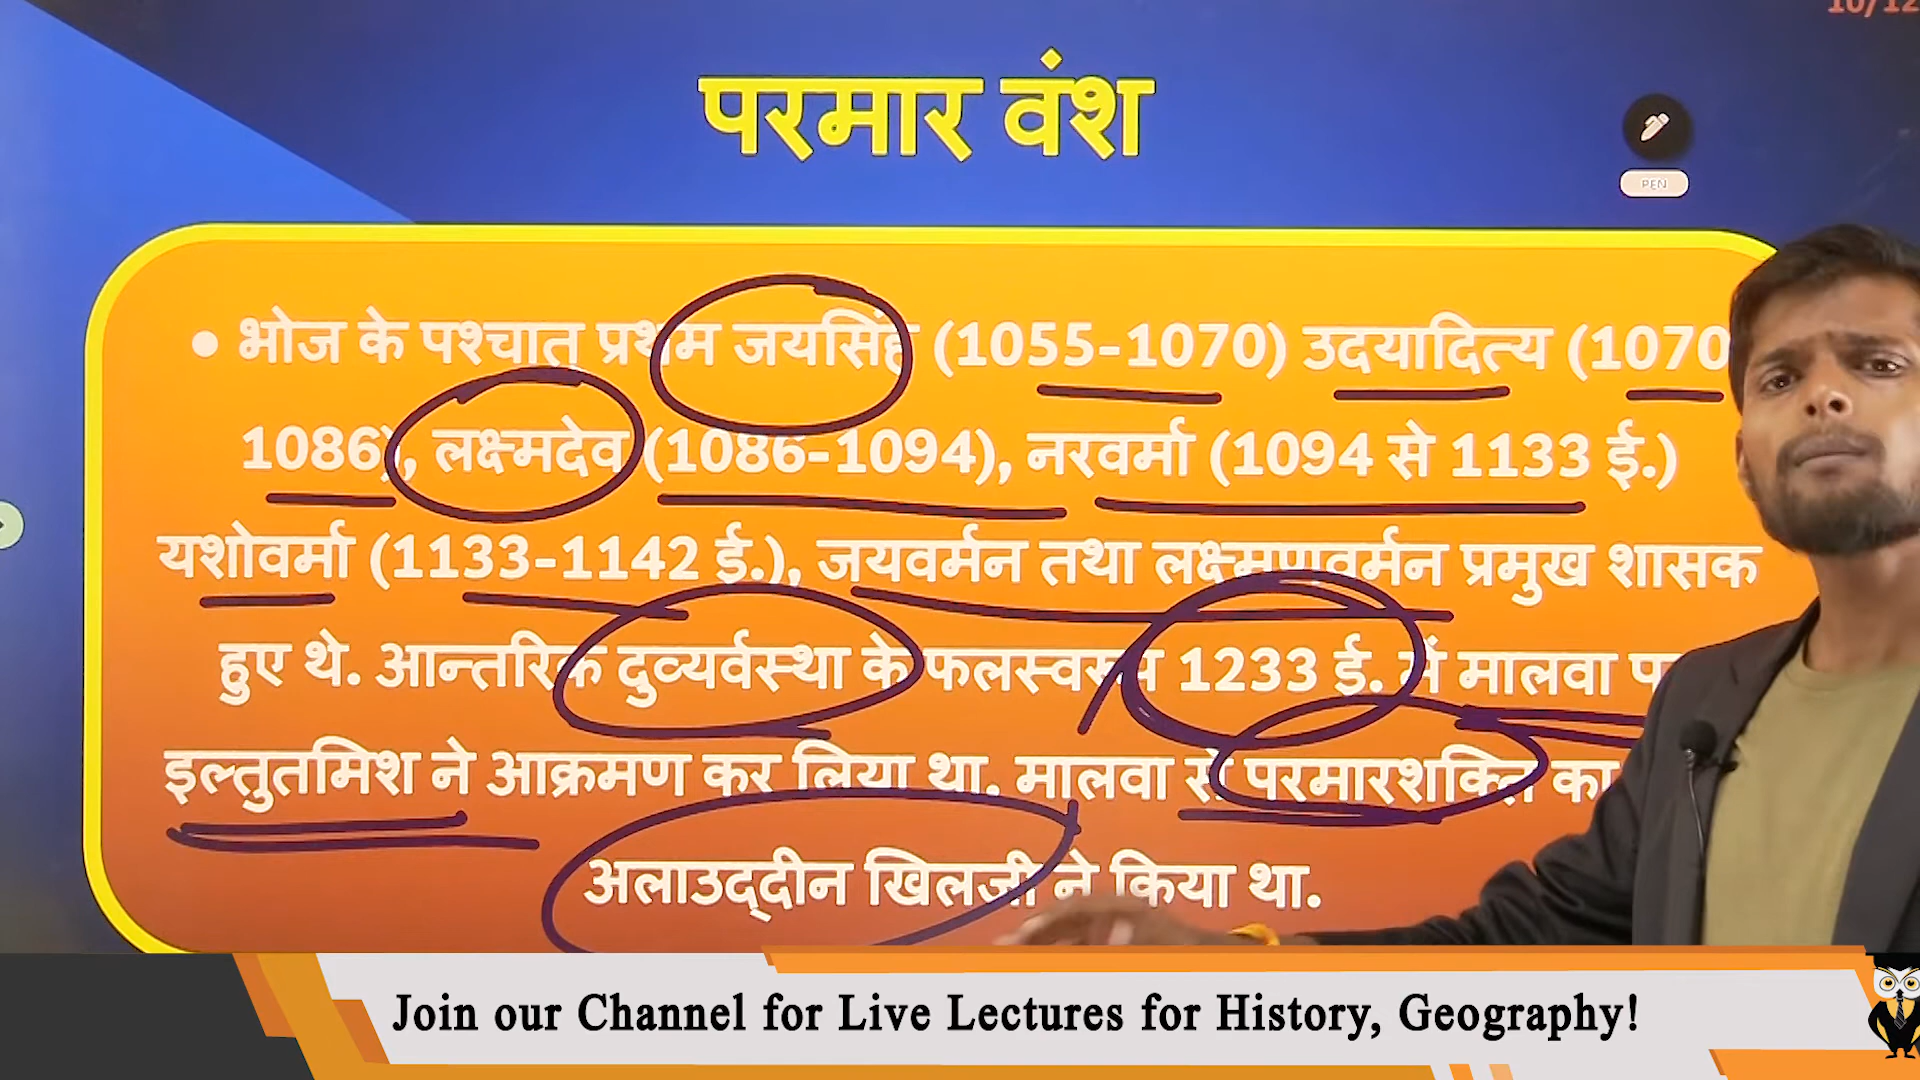 10/12
परमार वंश
PEN
• भोज के पश्चात् प्रथम जयसिंह (1055-1070) उदयादित्य (1070
1086), लक्ष्मदेव (1086-1094), नरवर्मा (1094 से 1133 ई.)
यशोवर्मा (1133-1142 ई.), जयवर्मन तथा लक्ष्मणवर्मन प्रमुख शासक
हुए थे. आन्तरिक दुव्यर्वस्था के फलस्वरूप 1233 ई. में मालवा
इल्तुतमिश ने आक्रमण कर लिया था. मालवा से परमारशक्ति का
अलाउद्दीन खिलजी ने किया था.
Join our Channel for Live Lectures for History, Geography!